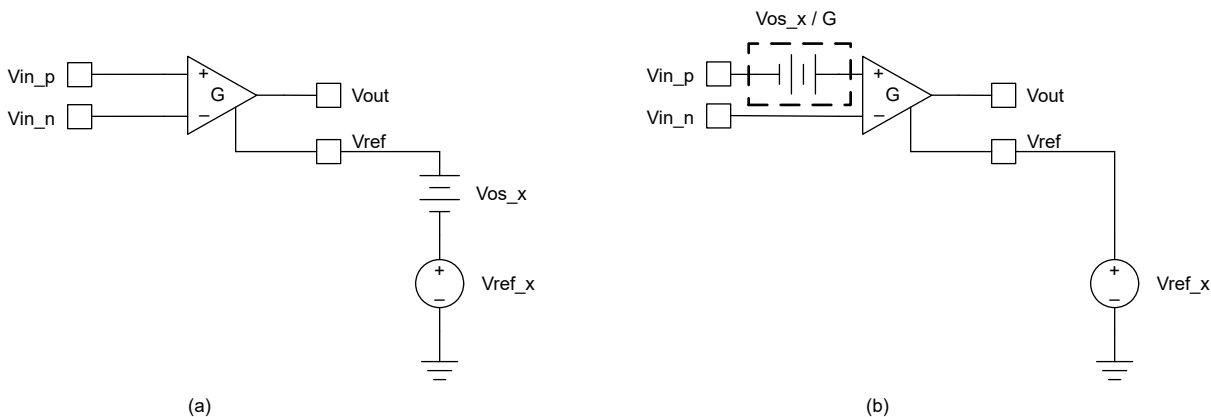 Vin_p
Vin_n
+
G
−
Vout
Vref
Vos_x
+
−
Vref_x
(a)
Vos_x / G
Vin_p
Vin_n
+
G
−
Vout
Vref
+
−
Vref_x
(b)